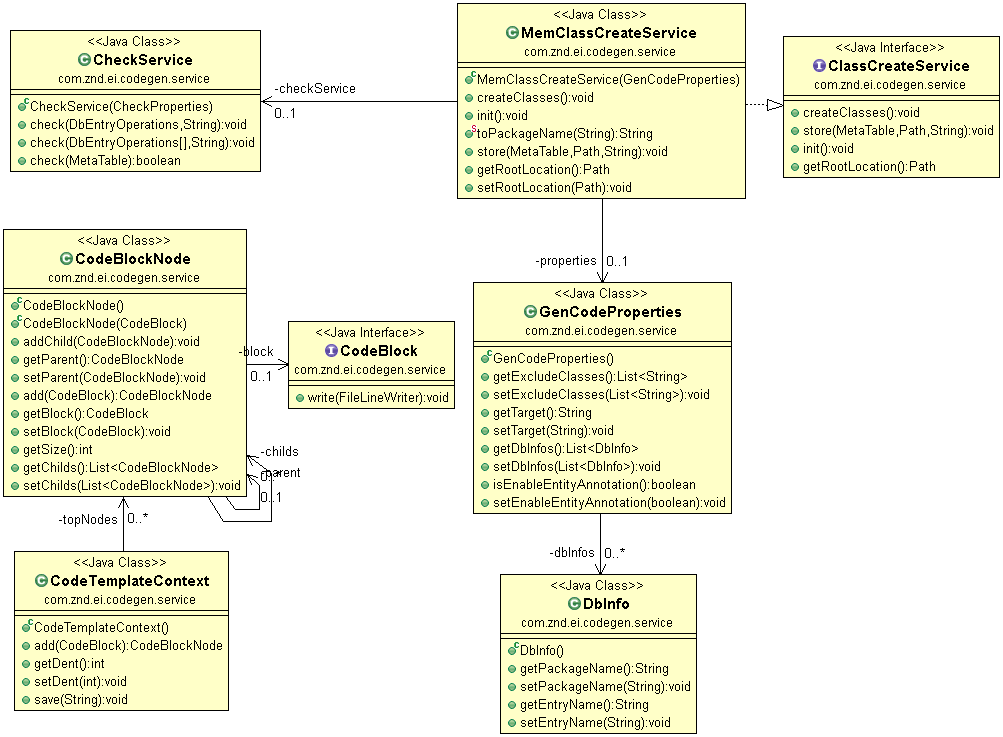 <<Java Class>>
CheckService
com.znd.ei.codegen.service
CheckService(CheckProperties)
check(DbEntryOperations,String):void
check(DbEntryOperations[],String):void
check(MetaTable):boolean
-checkService
0..1
<<Java Class>>
MemClassCreateService
com.znd.ei.codegen.service
MemClassCreateService(GenCodeProperties)
createClasses():void
init():void
toPackageName(String):String
store(MetaTable,Path,String):void
getRootLocation():Path
setRootLocation(Path):void
<<Java Interface>>
ClassCreateService
com.znd.ei.codegen.service
createClasses():void
store(MetaTable,Path,String):void
init():void
getRootLocation():Path
-properties
0..1
<<Java Class>>
CodeBlockNode
com.znd.ei.codegen.service
CodeBlockNode()
CodeBlockNode(CodeBlock)
addChild(CodeBlockNode):void
getParent():CodeBlockNode
setParent(CodeBlockNode):void
add(CodeBlock):CodeBlockNode
getBlock():CodeBlock
setBlock(CodeBlock):void
getSize():int
getChilds():List<CodeBlockNode>
setChilds(List<CodeBlockNode>):void
-block
0..1
<<Java Interface>>
CodeBlock
com.znd.ei.codegen.service
write(FileLineWriter):void
-childs
parent
0..1
<<Java Class>>
GenCodeProperties
com.znd.ei.codegen.service
GenCodeProperties()
getExcludeClasses():List<String>
setExcludeClasses(List<String>):void
getTarget():String
setTarget(String):void
getDbInfos():List<DbInfo>
setDbInfos(List<DbInfo>):void
isEnableEntityAnnotation():boolean
setEnableEntityAnnotation(boolean):void
-topNodes
0..*
<<Java Class>>
CodeTemplateContext
com.znd.ei.codegen.service
CodeTemplateContext()
add(CodeBlock):CodeBlockNode
getDent():int
setDent(int):void
save(String):void
-dbInfos
0..*
<<Java Class>>
DbInfo
com.znd.ei.codegen.service
DbInfo()
getPackageName():String
setPackageName(String):void
getEntryName():String
setEntryName(String):void